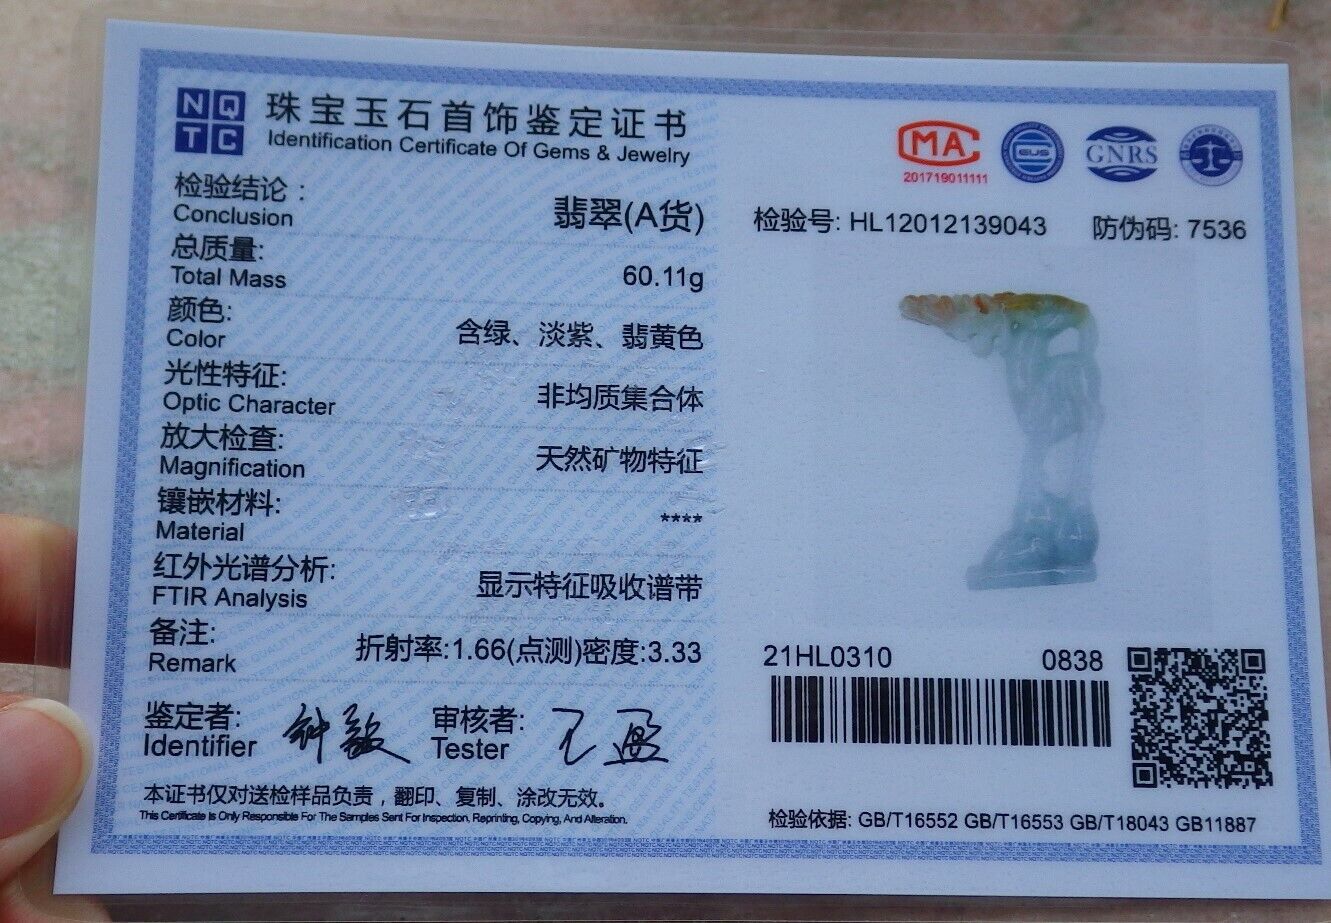 NQTC
珠宝玉石首饰鉴定证书
Identification Certificate Of Gems & Jewelry
检验结论：
Conclusion
翡翠(A货)
总质量:
Total Mass
60.11g
颜色:
Color
含绿、淡紫、翡黄色
光性特征:
Optic Character
非均质集合体
放大检查:
Magnification
天然矿物特征
镶嵌材料:
Material
****
红外光谱分析:
FTIR Analysis
显示特征吸收谱带
备注:
Remark
折射率:1.66(点测)密度:3.33
鉴定者:
Identifier
钟敏
审核者:
Tester
本证书仅对送检样品负责，翻印、复制、涂改无效。
This Certificate Is Only Responsible For The Samples Sent For Inspection. Reprinting, Copying, And Alteration.
MA
201719011111
GNRS
检验号: HL12012139043
防伪码: 7536
21HL0310
0838
检验依据: GB/T16552 GB/T16553 GB/T18043 GB11887